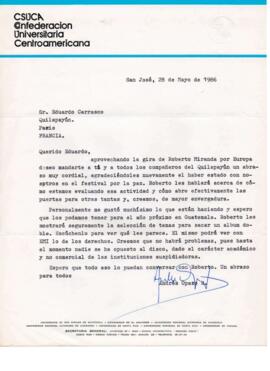 CSUCA
Confederacion
Universitaria
Centroamericana
San José, 28 de Mayo de 1986
Sr. Eduardo Carrasco
Quilapayún.
París
FRANCIA.
Querido Eduardo,
aprovechando la gira de Roberto Miranda por Europa
deseo mandarte a tí y a todos los compañeros del Quilapayún un abra-
zo muy cordial, agradeciéndoles nuevamente el haber estado con no-
sotros en el festival por la paz. Roberto les hablará acerca de có-
mo estamos evaluando esa actividad y cómo abre efectivamente las
puertas para otras tantas y, creemos, de mayor envergadura.
Personalmente me gustó muchísimo lo que están haciendo y espero
que los podamos tener para el año próximo en Guatemala. Roberto les
mostrará seguramente la selección de temas para sacar un album do-
ble. Escúchenlo para ver qué les parece. El mismo podrá ver con
EMI lo de los derechos. Creemos que no habrá problemas, pues hasta
el momento nadie se ha opuesto al disco, dado el carácter académico
y no comercial de las instituciones auspiciadoras.
Espero que todo eso lo puedan conversar con Roberto. Un abrazo
para todos
SECRETARIA GENERAL